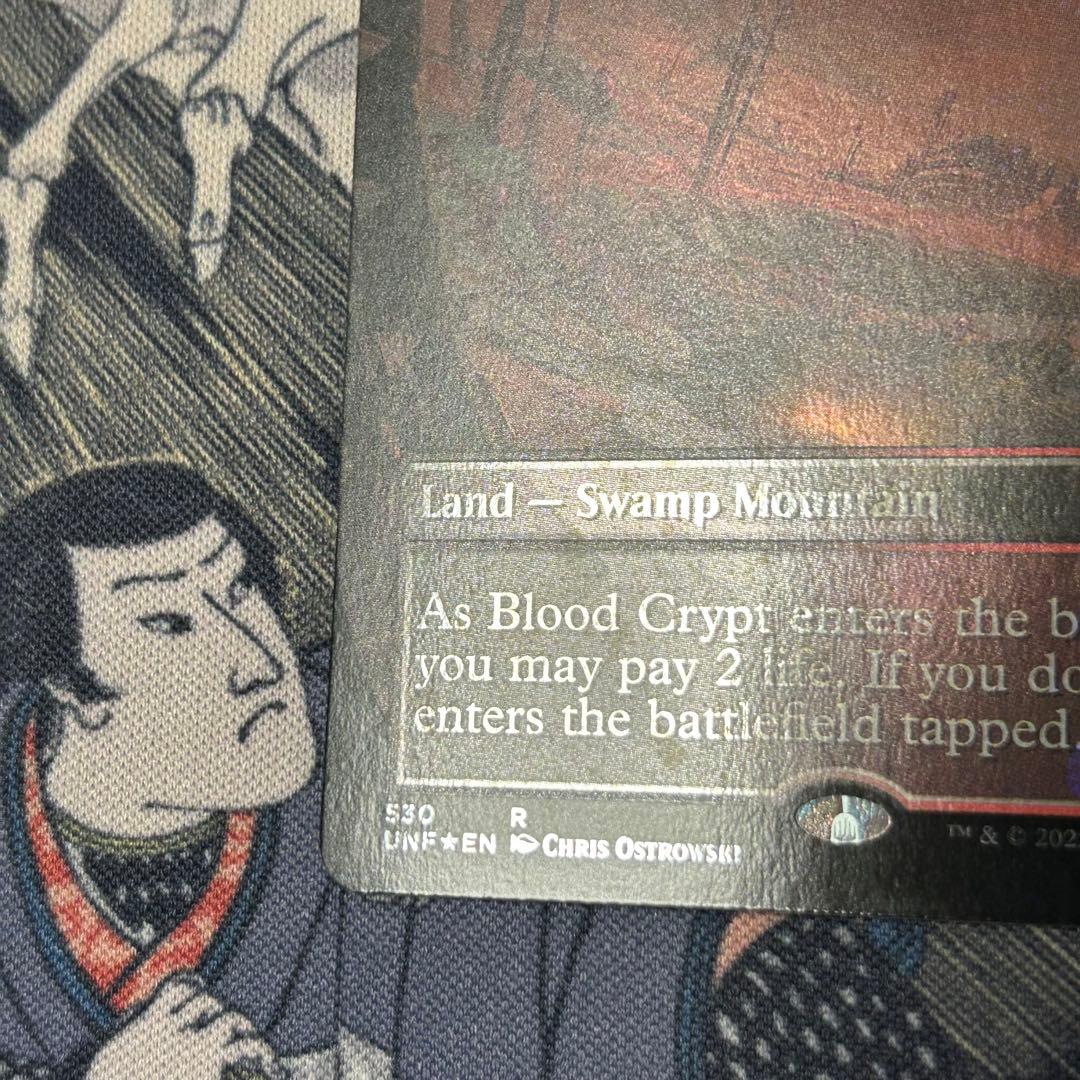 Land — Swamp Mountain
As Blood Crypt enters the b
you may pay 2 life. If you do
enters the battlefield tapped.
530 R
UNF★EN CHRIS OSTROWSKI ™ & © 202